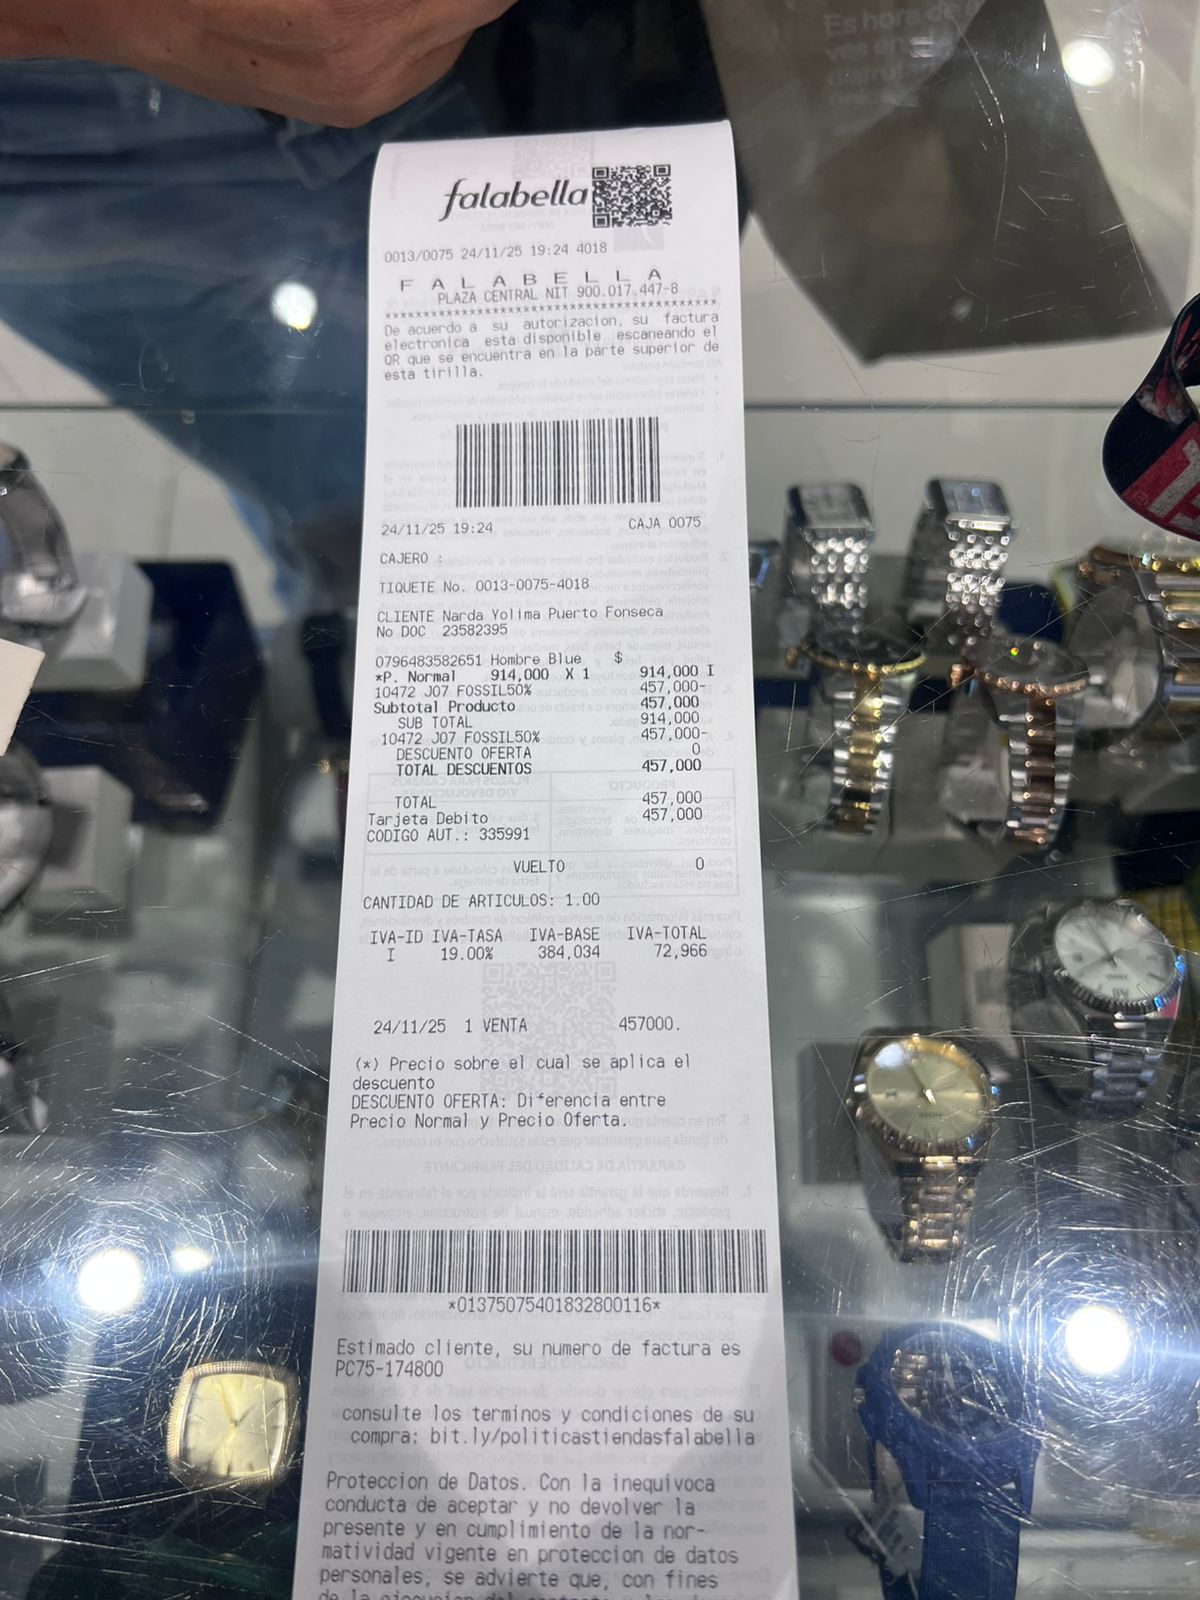 Es hora de
falabella
0013/0075 24/11/25 19:24 4018
F A L A B E L L A
PLAZA CENTRAL NIT 900.017.447-8
De acuerdo a su autorizacion, su factura
electronica esta disponible escaneando el
QR que se encuentra en la parte superior de
esta tirilla.
24/11/25 19:24 CAJA 0075
CAJERO :
TIQUETE No. 0013-0075-4018
CLIENTE Narda Yolima Puerto Fonseca
No DOC 23582395
0796483582651 Hombre Blue $
*P. Normal 914,000 X 1 914,000 I
10472 J07 FOSSIL50% 457,000-
Subtotal Producto 457,000
SUB TOTAL 914,000
10472 J07 FOSSIL50% 457,000-
DESCUENTO OFERTA 0
TOTAL DESCUENTOS 457,000
TOTAL 457,000
Tarjeta Debito 457,000
CODIGO AUT.: 335991
VUELTO 0
CANTIDAD DE ARTICULOS: 1.00
IVA-ID IVA-TASA IVA-BASE IVA-TOTAL
I 19.00% 384,034 72,966
24/11/25 1 VENTA 457000.
(*) Precio sobre el cual se aplica el
descuento
DESCUENTO OFERTA: Diferencia entre
Precio Normal y Precio Oferta.
*01375075401832800116*
Estimado cliente, su numero de factura es
PC75-174800
consulte los terminos y condiciones de su
compra: bit.ly/politicastiendasfalabella
Proteccion de Datos. Con la inequivoca
conducta de aceptar y no devolver la
presente y en cumplimiento de la nor-
matividad vigente en proteccion de datos
personales, se advierte que, con fines